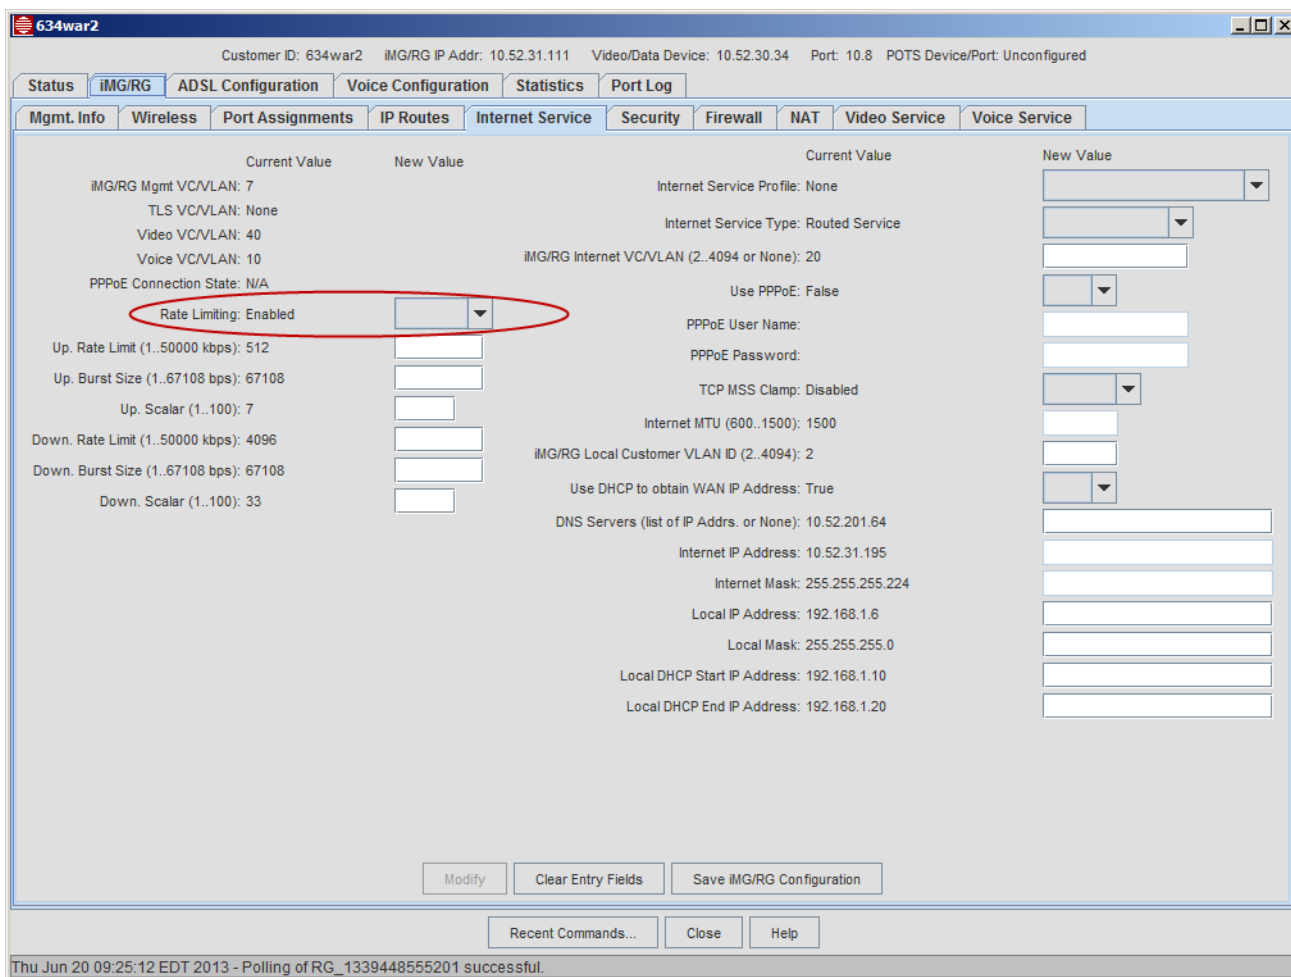 634war2
Customer ID: 634war2 iMG/RG IP Addr: 10.52.31.111 Video/Data Device: 10.52.30.34 Port: 10.8 POTS Device/Port: Unconfigured
Status iMG/RG ADSL Configuration Voice Configuration Statistics Port Log
Mgmt. Info Wireless Port Assignments IP Routes Internet Service Security Firewall NAT Video Service Voice Service
Current Value New Value
iMG/RG Mgmt VC/VLAN: 7
TLS VC/VLAN: None
Video VC/VLAN: 40
Voice VC/VLAN: 10
PPPoE Connection State: N/A
Rate Limiting: Enabled
Up. Rate Limit (1..50000 kbps): 512
Up. Burst Size (1..67108 bps): 67108
Up. Scalar (1..100): 7
Down. Rate Limit (1..50000 kbps): 4096
Down. Burst Size (1..67108 bps): 67108
Down. Scalar (1..100): 33
Current Value New Value
Internet Service Profile: None
Internet Service Type: Routed Service
iMG/RG Internet VC/VLAN (2..4094 or None): 20
Use PPPoE: False
PPPoE User Name:
PPPoE Password:
TCP MSS Clamp: Disabled
Internet MTU (600..1500): 1500
iMG/RG Local Customer VLAN ID (2..4094): 2
Use DHCP to obtain WAN IP Address: True
DNS Servers (list of IP Addrs. or None): 10.52.201.64
Internet IP Address: 10.52.31.195
Internet Mask: 255.255.255.224
Local IP Address: 192.168.1.6
Local Mask: 255.255.255.0
Local DHCP Start IP Address: 192.168.1.10
Local DHCP End IP Address: 192.168.1.20
Modify Clear Entry Fields Save iMG/RG Configuration
Recent Commands... Close Help
Thu Jun 20 09:25:12 EDT 2013 - Polling of RG_1339448555201 successful.